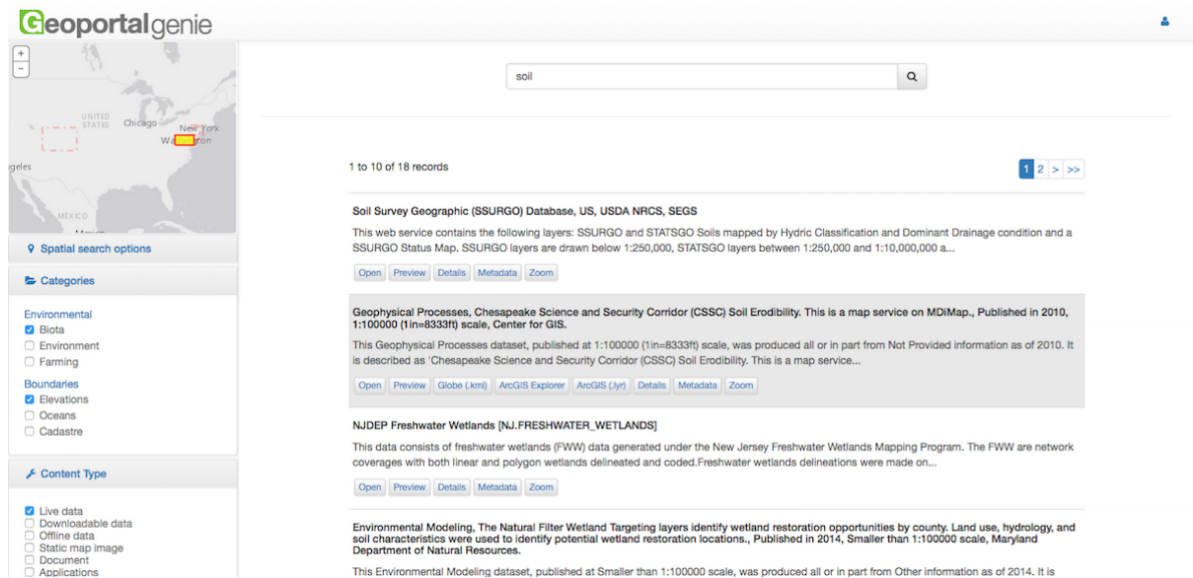 Geoportal genie
+
-
UNITED
STATES
Chicago
New York
geles
MÉXICO
soil
1 to 10 of 18 records
1 2 > >>
Spatial search options
Categories
Environmental
Biota
Environment
Farming
Boundaries
Elevations
Oceans
Cadastre
Content Type
Live data
Downloadable data
Offline data
Static map image
Document
Applications
Soil Survey Geographic (SSURGO) Database, US, USDA NRCS, SEGS
This web service contains the following layers: SSURGO and STATSGO Soils mapped by Hydric Classification and Dominant Drainage condition and a
SSURGO Status Map. SSURGO layers are drawn below 1:250,000, STATSGO layers between 1:250,000 and 1:10,000,000 a...
Open Preview Details Metadata Zoom
Geophysical Processes, Chesapeake Science and Security Corridor (CSSC) Soil Erodibility. This is a map service on MDiMap., Published in 2010,
1:100000 (1in=8333ft) scale, Center for GIS.
This Geophysical Processes dataset, published at 1:100000 (1in=8333ft) scale, was produced all or in part from Not Provided information as of 2010. It
is described as 'Chesapeake Science and Security Corridor (CSSC) Soil Erodibility. This is a map service...
Open Preview Globe (.kml) ArcGIS Explorer ArcGIS (.lyr) Details Metadata Zoom
NJDEP Freshwater Wetlands [NJ.FRESHWATER_WETLANDS]
This data consists of freshwater wetlands (FWW) data generated under the New Jersey Freshwater Wetlands Mapping Program. The FWW are network
coverages with both linear and polygon wetlands delineated and coded.Freshwater wetlands delineations were made on...
Open Preview Details Metadata Zoom
Environmental Modeling, The Natural Filter Wetland Targeting layers identify wetland restoration opportunities by county. Land use, hydrology, and
soil characteristics were used to identify potential wetland restoration locations., Published in 2014, Smaller than 1:100000 scale, Maryland
Department of Natural Resources.
This Environmental Modeling dataset, published at Smaller than 1:100000 scale, was produced all or in part from Other information as of 2014. It is